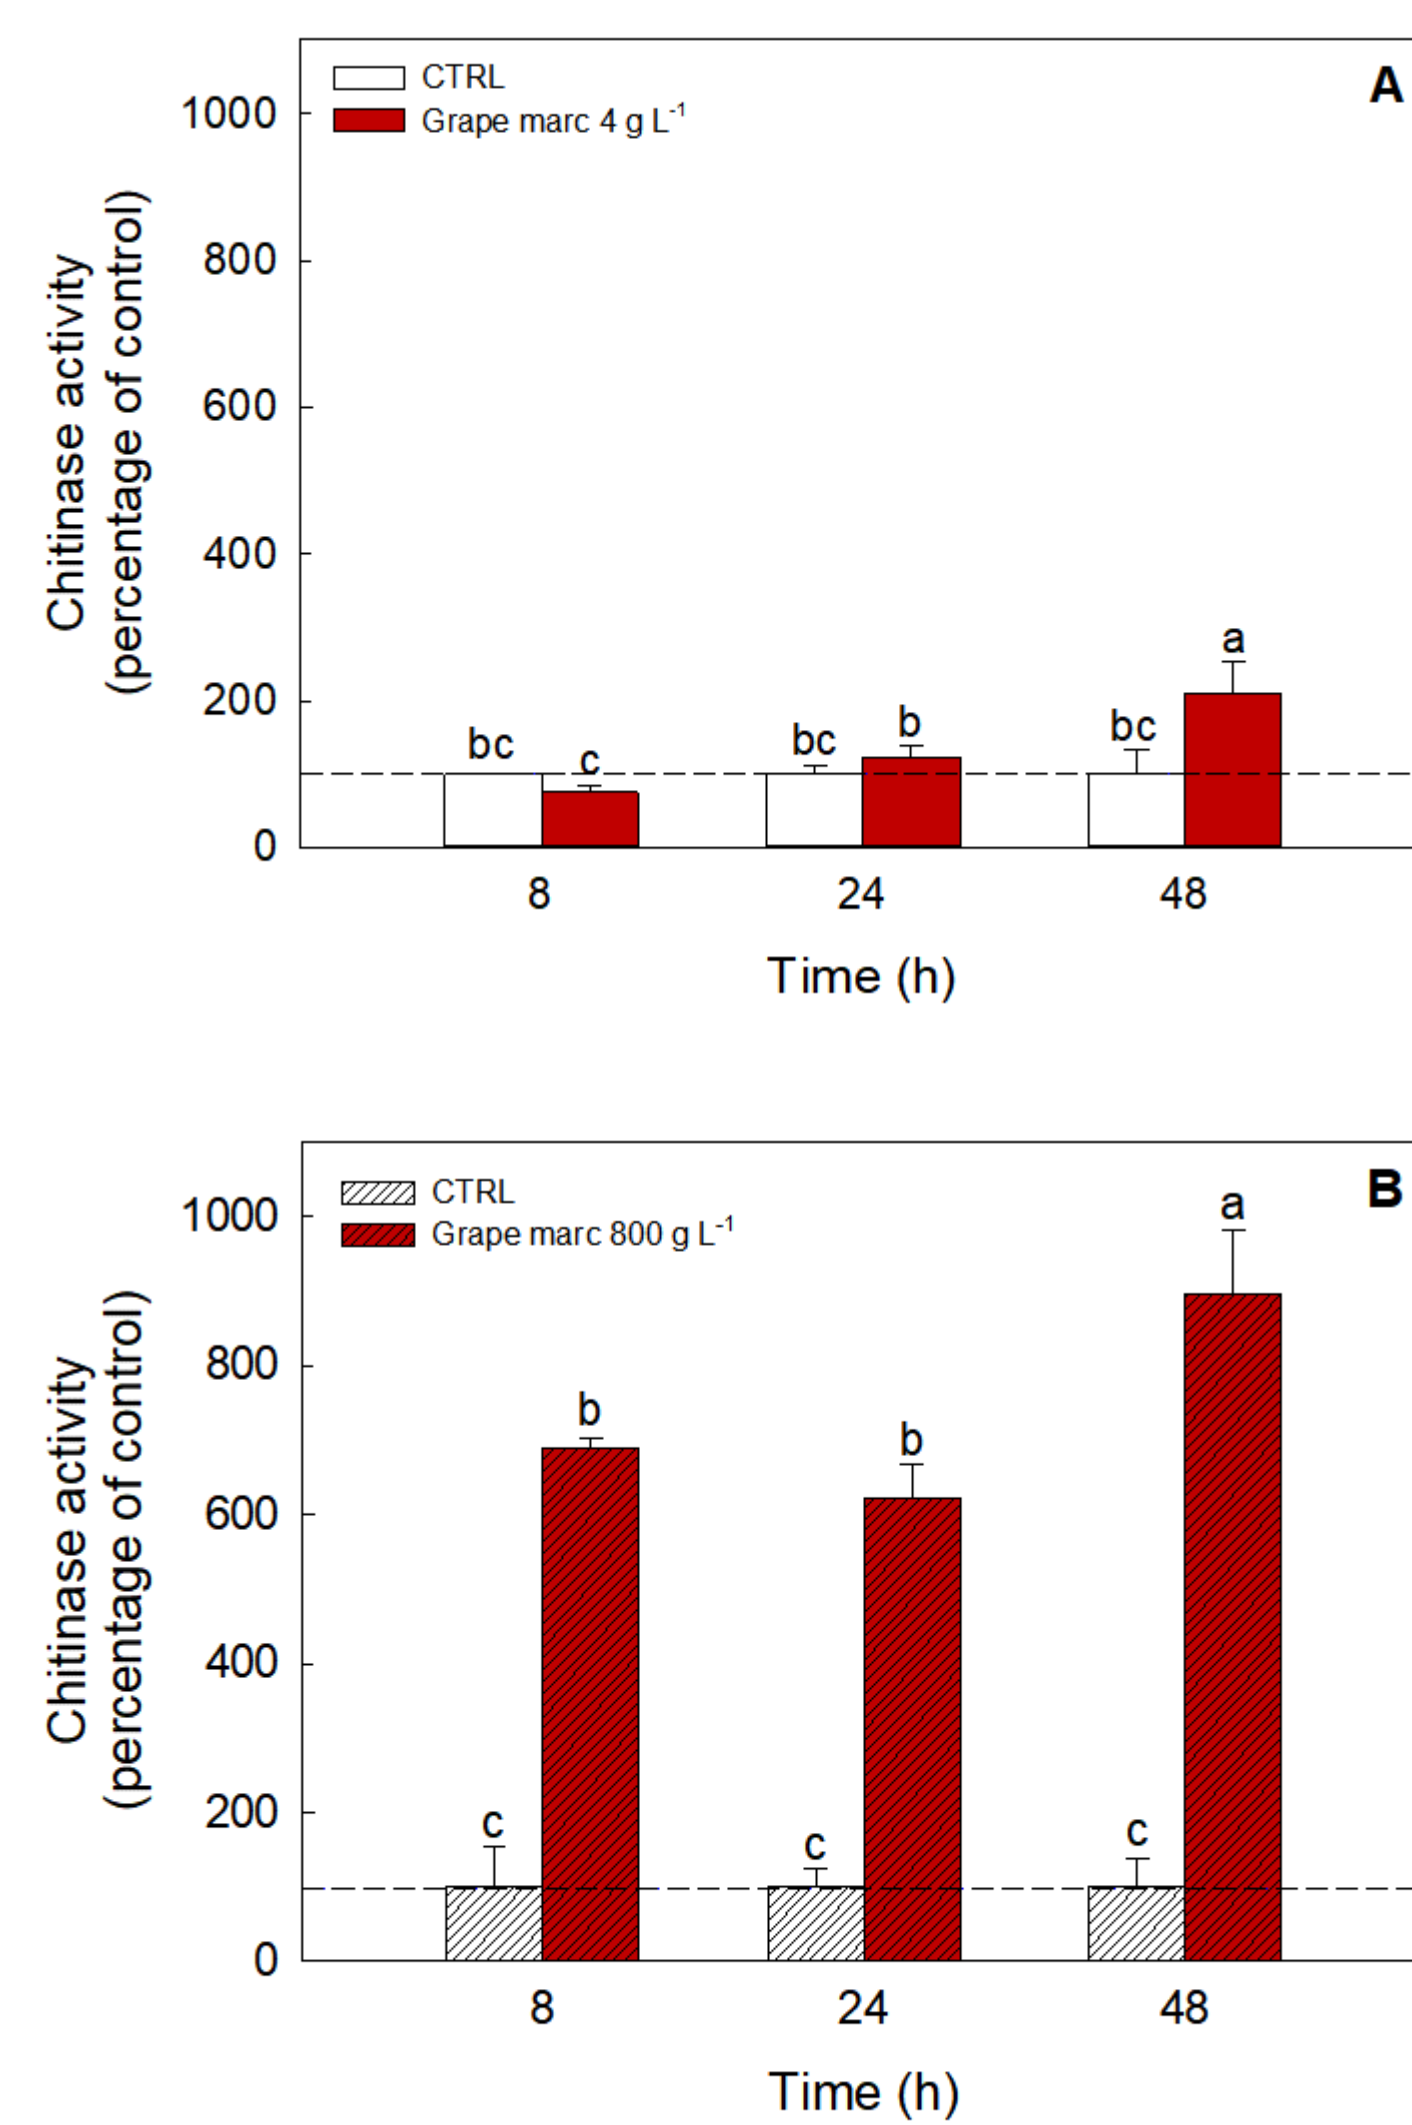 A
CTRL
Grape marc 4 g L⁻¹
Chitinase activity
(percentage of control)
1000
800
600
400
200
0
bc
c
bc
b
bc
a
8
24
48
Time (h)
B
CTRL
Grape marc 800 g L⁻¹
Chitinase activity
(percentage of control)
1000
800
600
400
200
0
c
b
c
b
c
a
8
24
48
Time (h)